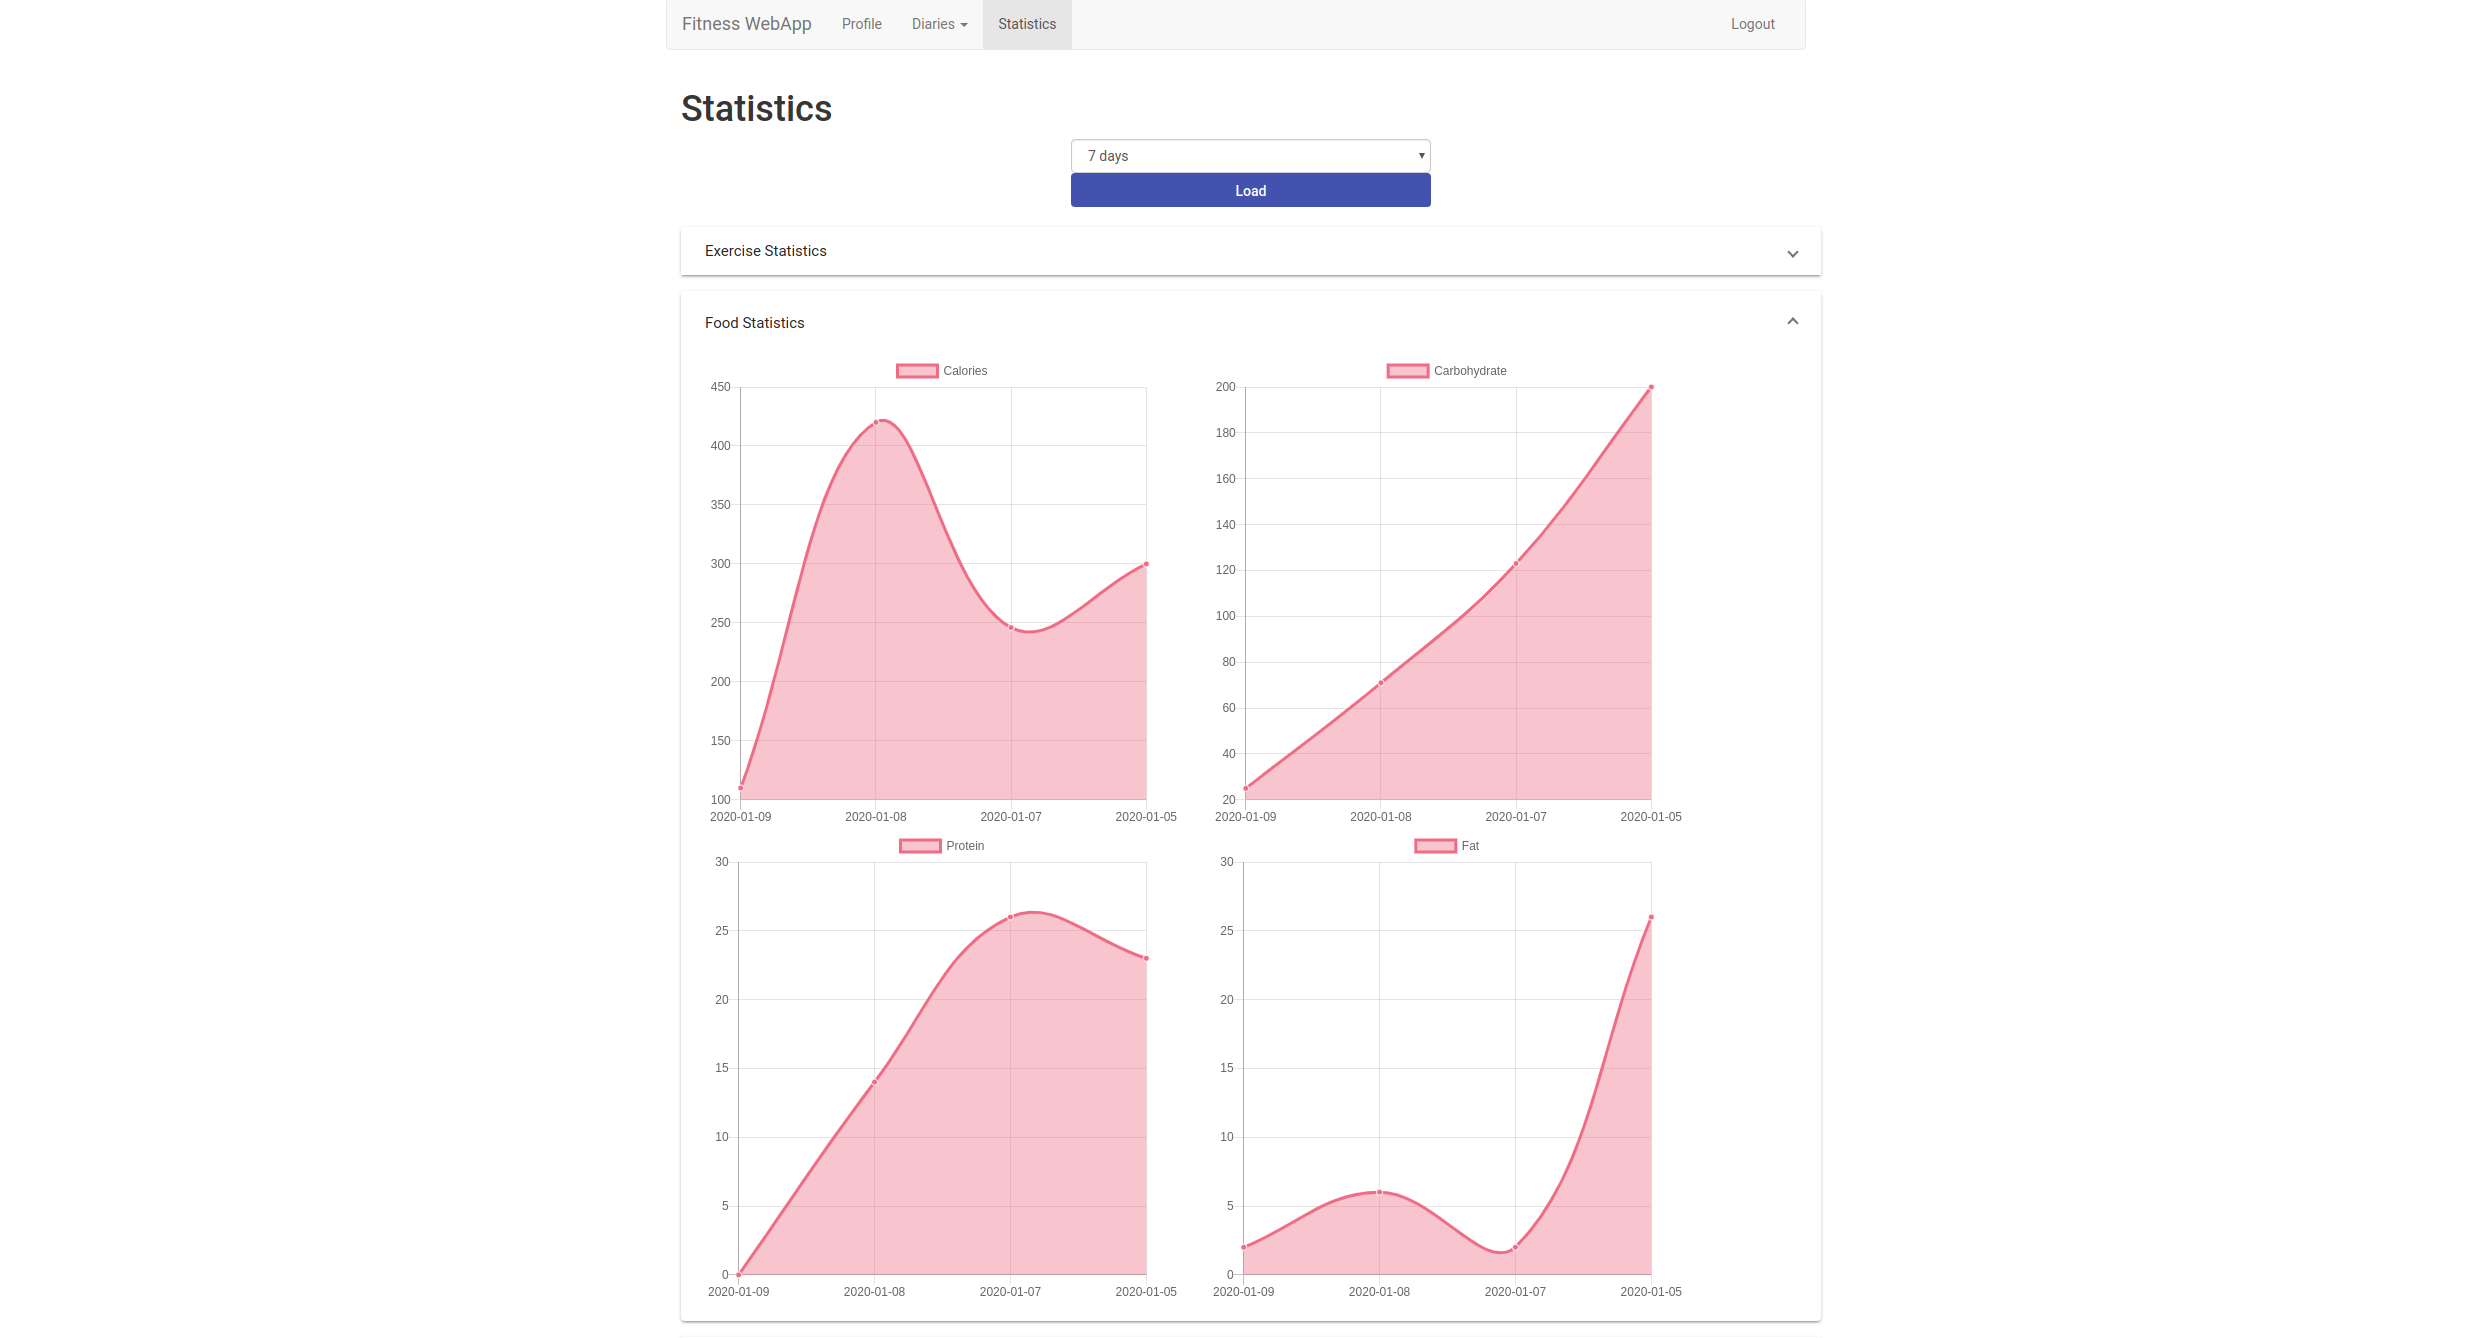 Fitness WebApp Profile Diaries Statistics Logout
Statistics
7 days
Load
Exercise Statistics
Food Statistics
Calories
450
400
350
300
250
200
150
100
2020-01-09 2020-01-08 2020-01-07 2020-01-05
Carbohydrate
200
180
160
140
120
100
80
60
40
20
2020-01-09 2020-01-08 2020-01-07 2020-01-05
Protein
30
25
20
15
10
5
0
2020-01-09 2020-01-08 2020-01-07 2020-01-05
Fat
30
25
20
15
10
5
0
2020-01-09 2020-01-08 2020-01-07 2020-01-05